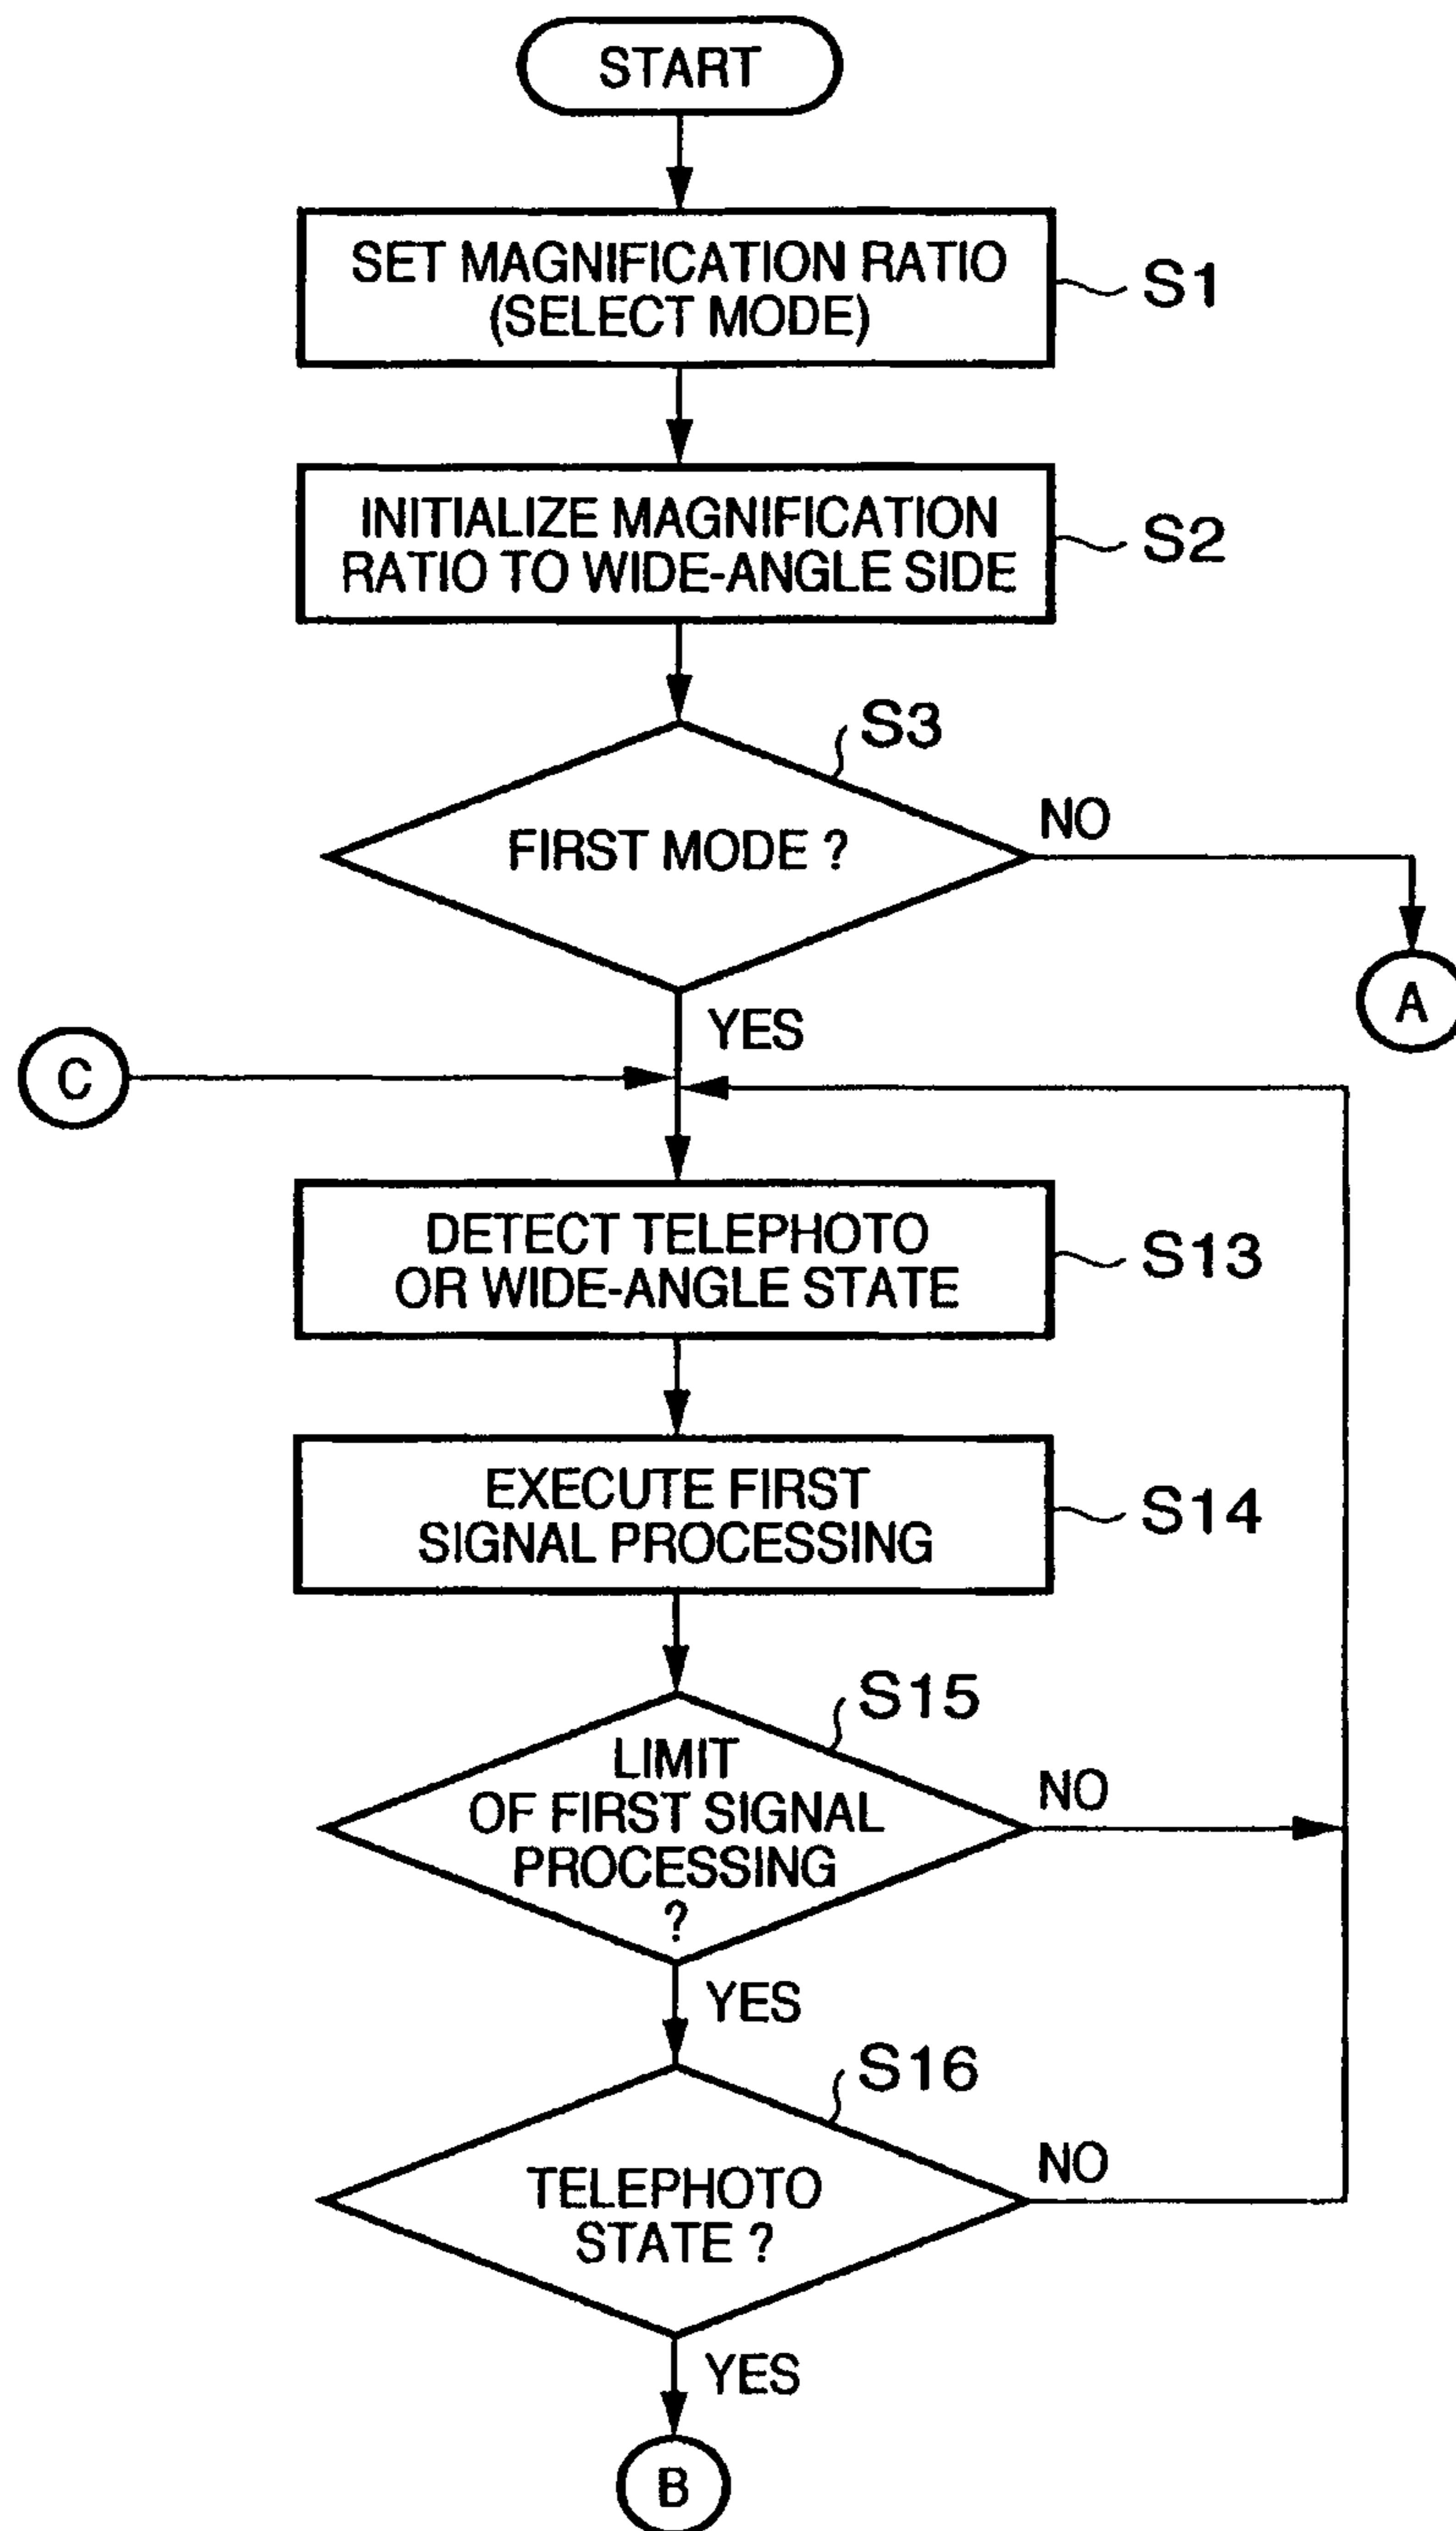 START
SET MAGNIFICATION RATIO
(SELECT MODE)
S1
INITIALIZE MAGNIFICATION
RATIO TO WIDE-ANGLE SIDE
S2
S3
FIRST MODE ?
NO
A
YES
C
DETECT TELEPHOTO
OR WIDE-ANGLE STATE
S13
EXECUTE FIRST
SIGNAL PROCESSING
S14
S15
LIMIT
OF FIRST SIGNAL
PROCESSING
?
NO
YES
S16
TELEPHOTO
STATE ?
NO
YES
B